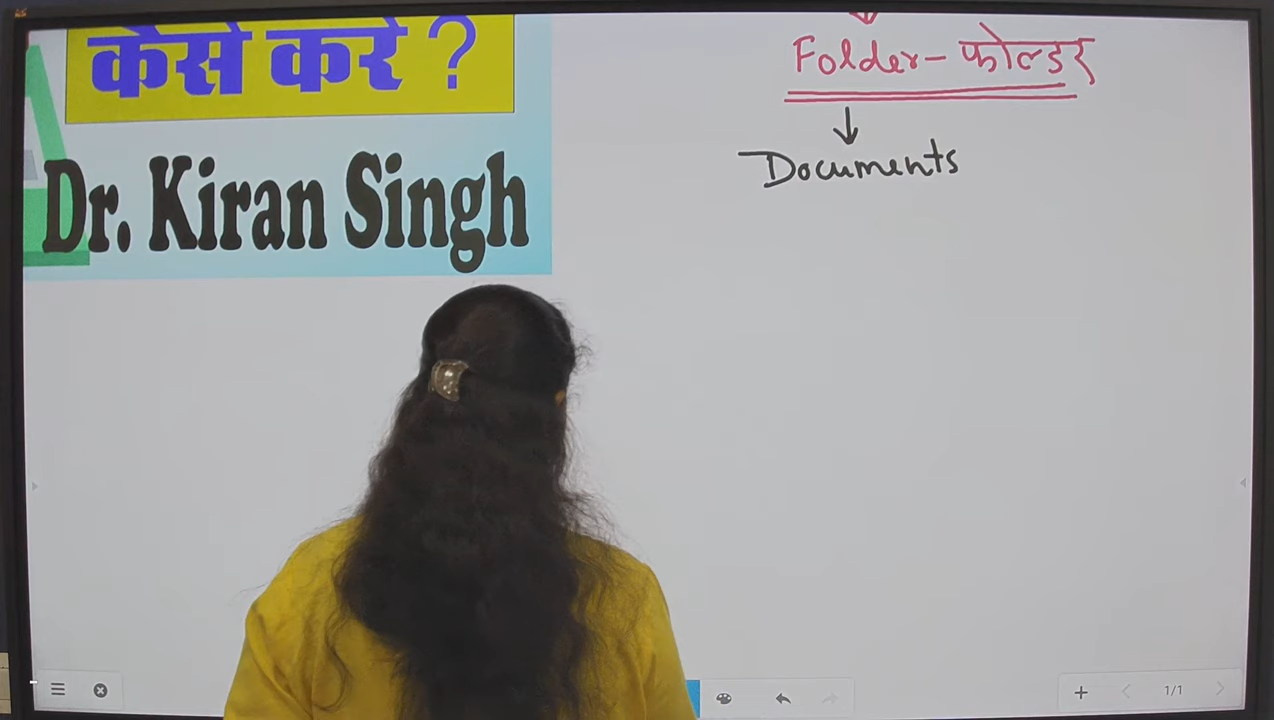 कैसे करे ?
Dr. Kiran Singh
Folder - फोल्डर
Documents
1/1